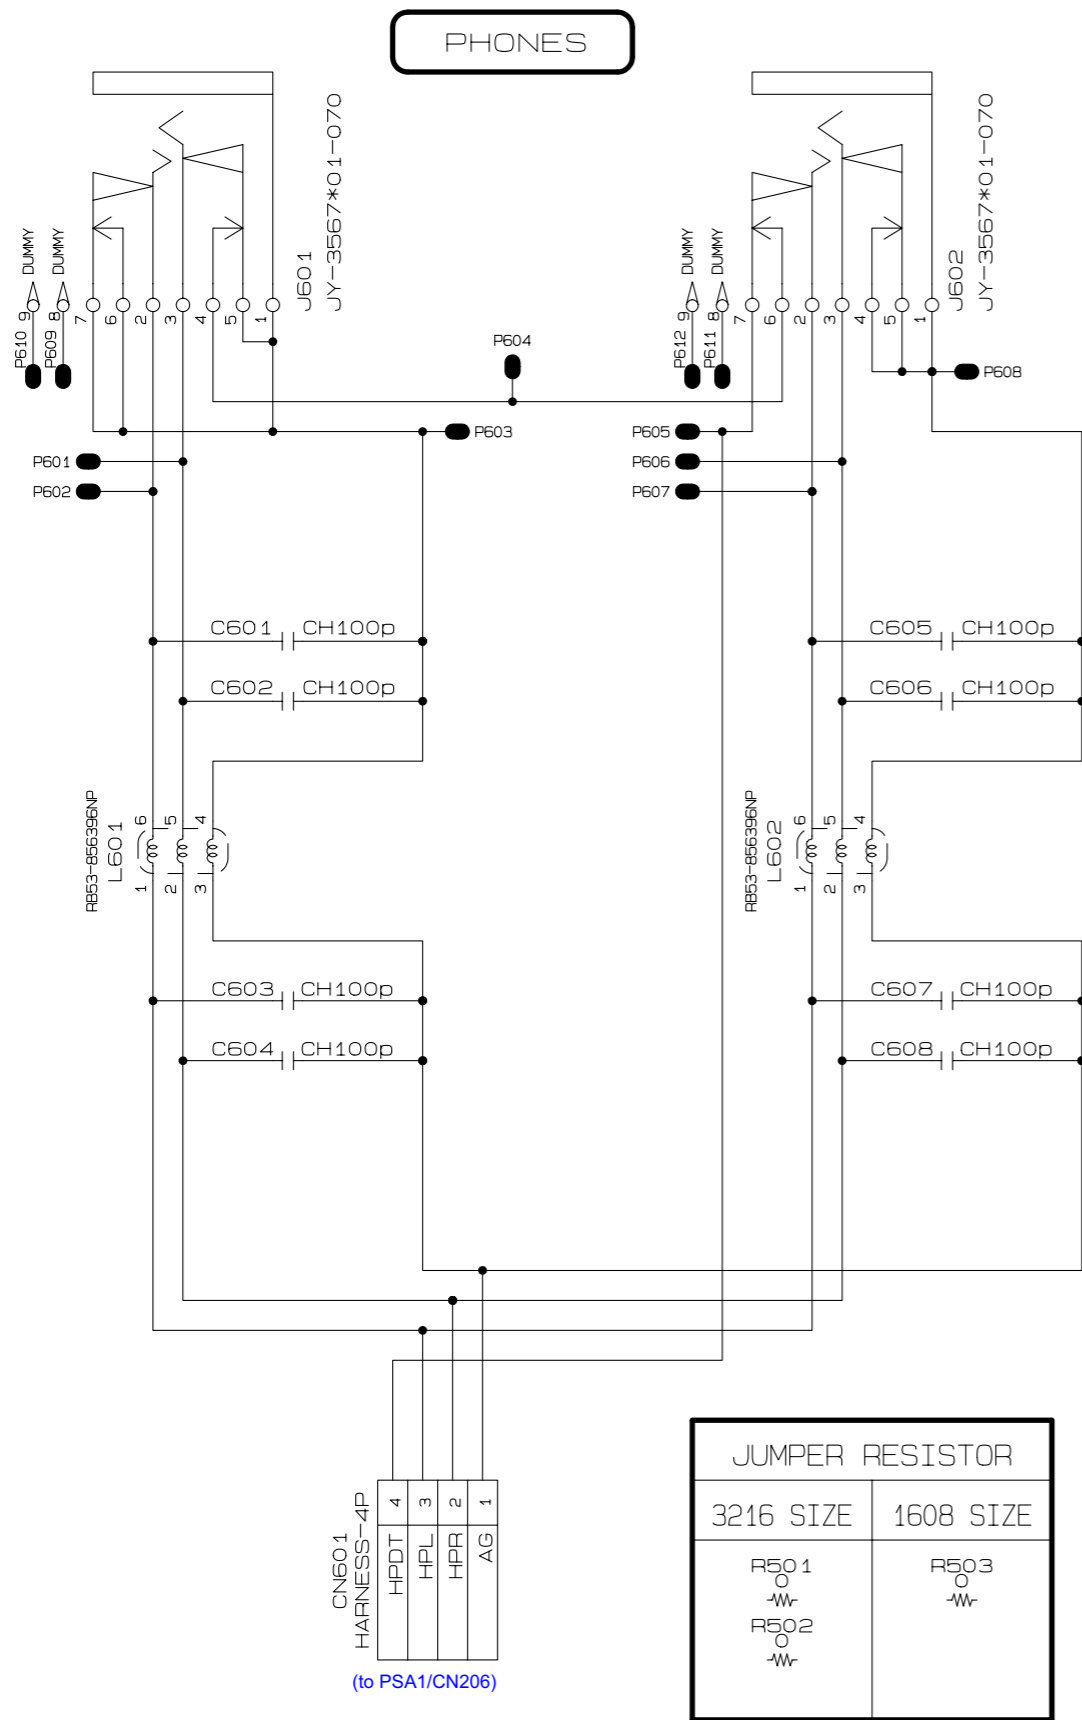 PHONES
J601
JY-3567*01-070
J602
JY-3567*01-070
DUMMY
DUMMY
DUMMY
DUMMY
9
8
7
6
2
3
4
5
1
9
8
7
6
2
3
4
5
1
P610
P609
P604
P612
P611
P608
P603
P605
P601
P606
P602
P607
C601 CH100p
C605 CH100p
C602 CH100p
C606 CH100p
RB53-856396NP
L601
6
5
4
1
2
3
RB53-856396NP
L602
6
5
4
1
2
3
C603 CH100p
C607 CH100p
C604 CH100p
C608 CH100p
CN601
HARNESS-4P
4
3
2
1
HPDT
HPL
HPR
AG
(to PSA1/CN206)
JUMPER RESISTOR
3216 SIZE
1608 SIZE
R501
0
R503
0
R502
0